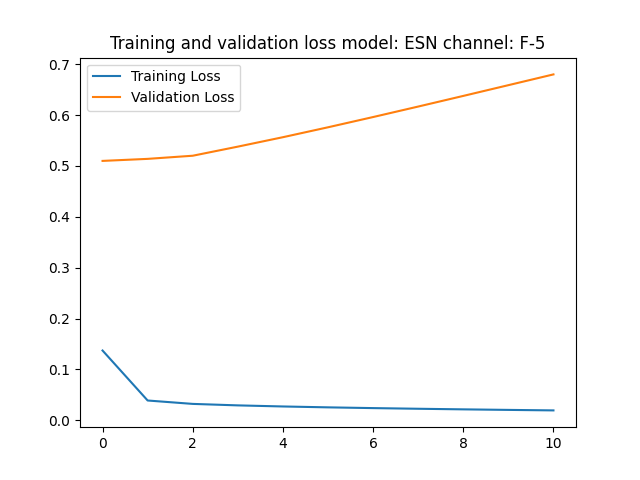 Training and validation loss model: ESN channel: F-5
Training Loss
Validation Loss
0.7
0.6
0.5
0.4
0.3
0.2
0.1
0.0
0 2 4 6 8 10